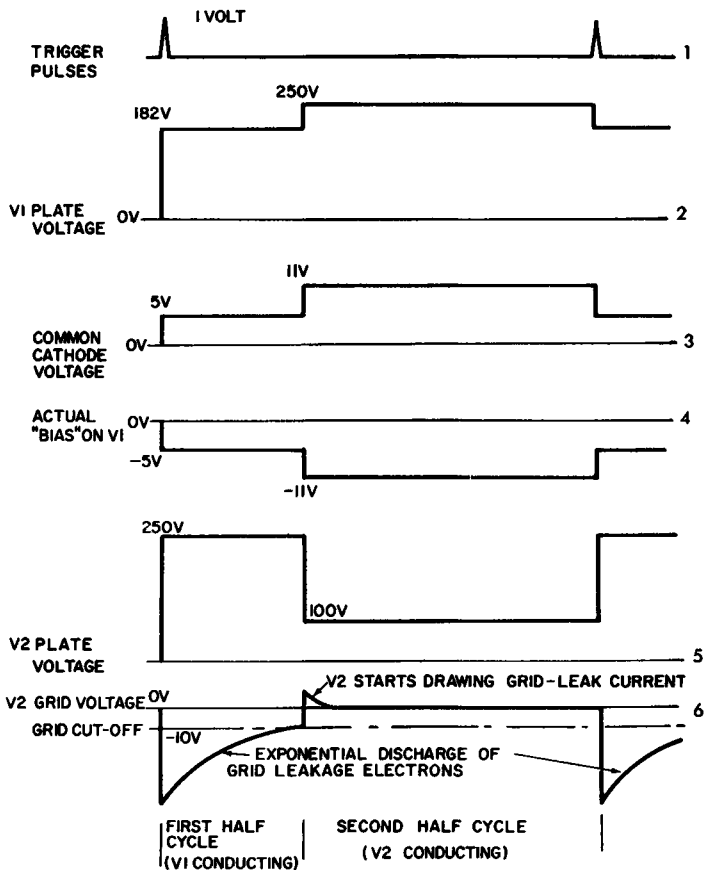 1 VOLT
TRIGGER
PULSES
1
250V
182V
V1 PLATE
VOLTAGE
0V
2
11V
5V
COMMON
CATHODE
VOLTAGE
0V
3
ACTUAL
"BIAS" ON V1
0V
4
-5V
-11V
250V
100V
V2 PLATE
VOLTAGE
5
V2 GRID VOLTAGE
0V
V2 STARTS DRAWING GRID-LEAK CURRENT
6
GRID CUT-OFF
-10V
EXPONENTIAL DISCHARGE OF
GRID LEAKAGE ELECTRONS
FIRST HALF
CYCLE
(V1 CONDUCTING)
SECOND HALF CYCLE
(V2 CONDUCTING)